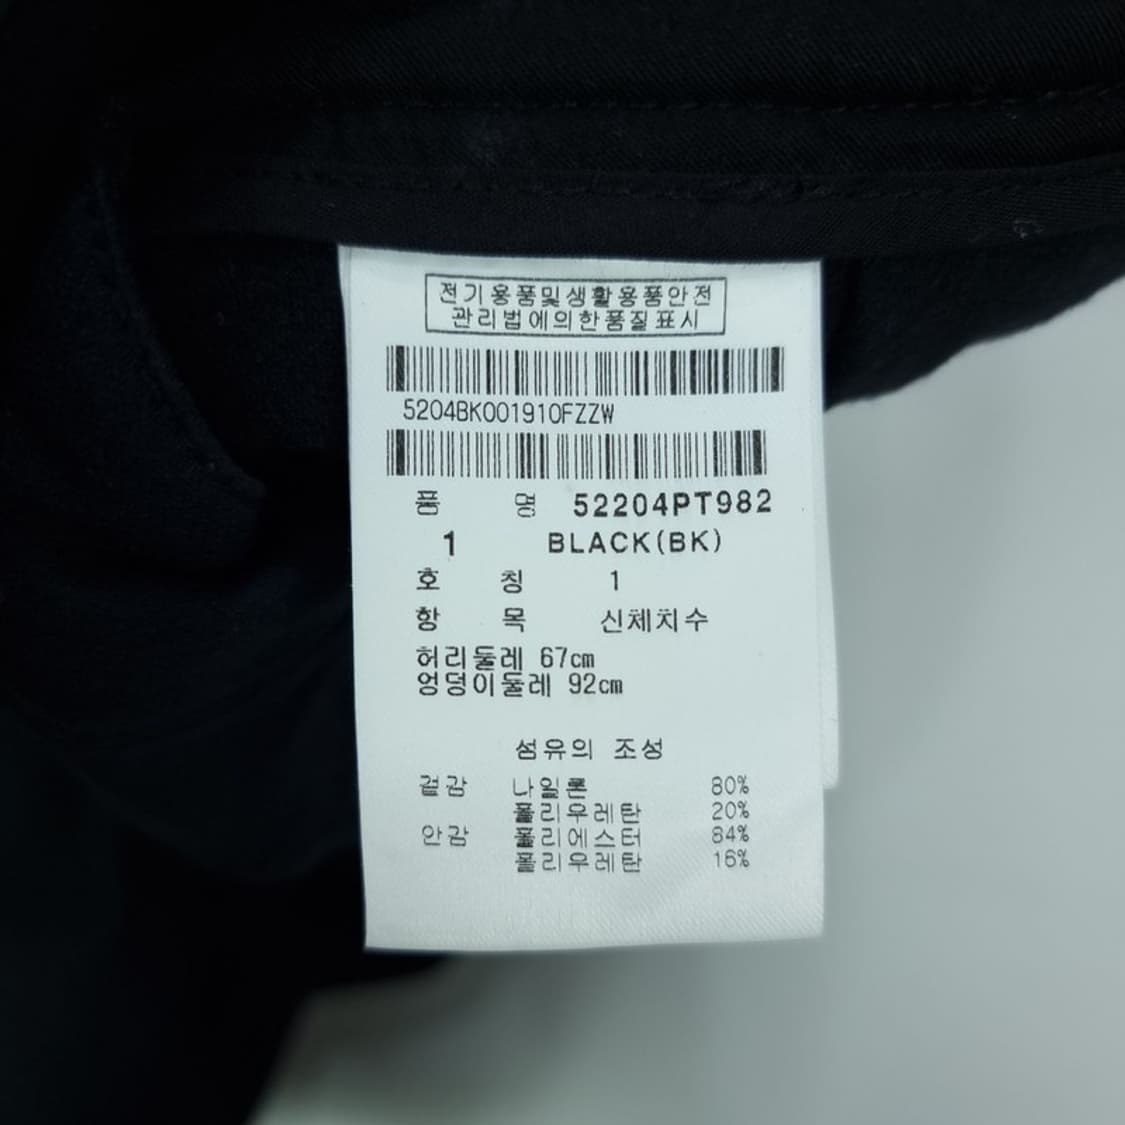 전기용품및생활용품안전
관리법에의한품질표시
5204BK001910FZZW
품 명 52204PT982
1 BLACK(BK)
호 칭 1
항 목 신체치수
허리둘레 67cm
엉덩이둘레 92cm
섬유의 조성
겉감 나일론 80%
폴리우레탄 20%
안감 폴리에스터 84%
폴리우레탄 16%